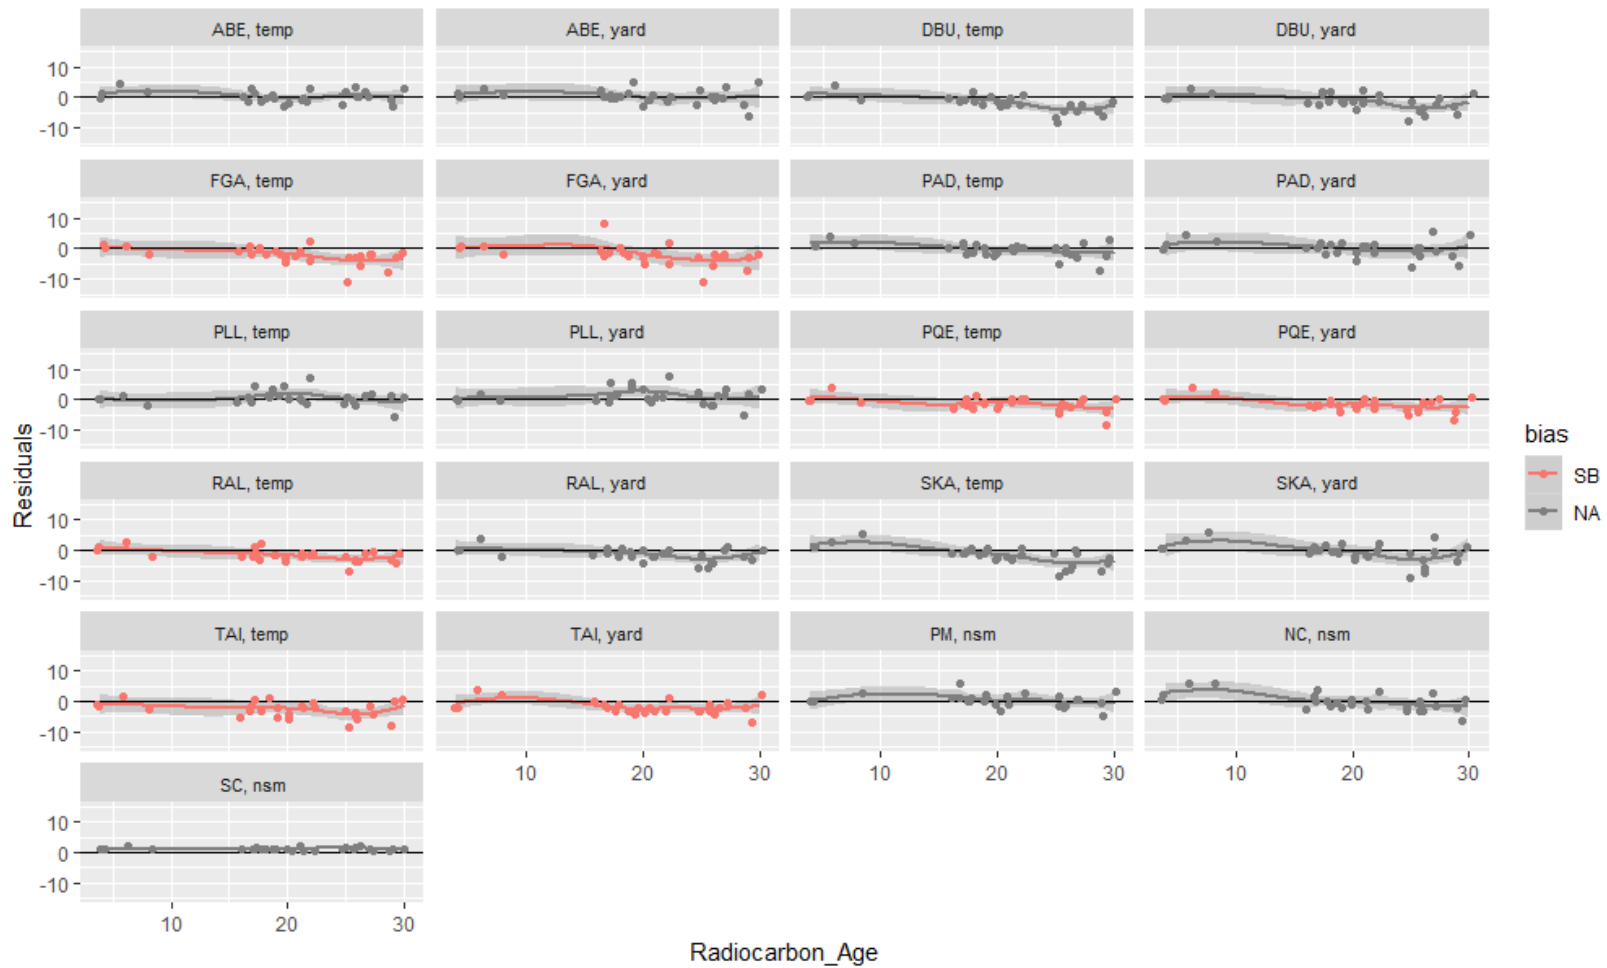 ABE, temp
ABE, yard
DBU, temp
DBU, yard
10
0
-10
FGA, temp
FGA, yard
PAD, temp
PAD, yard
10
0
-10
PLL, temp
PLL, yard
PQE, temp
PQE, yard
10
0
-10
RAL, temp
RAL, yard
SKA, temp
SKA, yard
10
0
-10
TAI, temp
TAI, yard
PM, nsm
NC, nsm
10
0
-10
10 20 30
10 20 30
10 20 30
SC, nsm
10
0
-10
10 20 30
Residuals
Radiocarbon_Age
bias
SB
NA